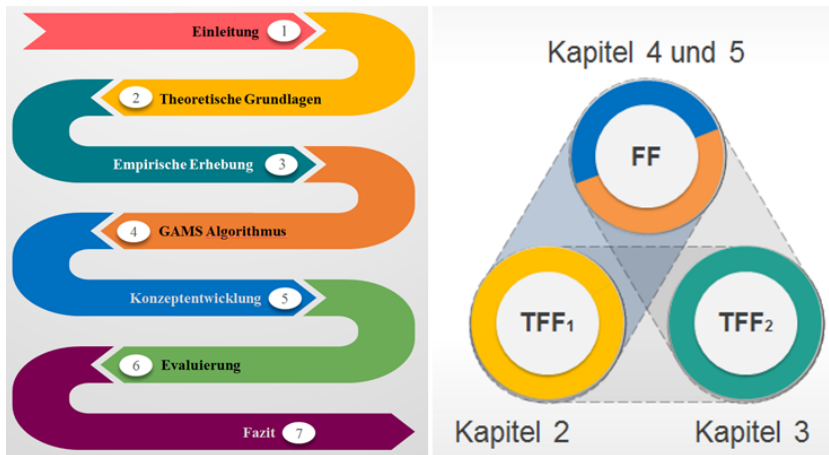 Einleitung 1
2 Theoretische Grundlagen
Empirische Erhebung 3
4 GAMS Algorithmus
Konzeptentwicklung 5
6 Evaluierung
Fazit 7
Kapitel 4 und 5
FF
TFF₁ TFF₂
Kapitel 2 Kapitel 3